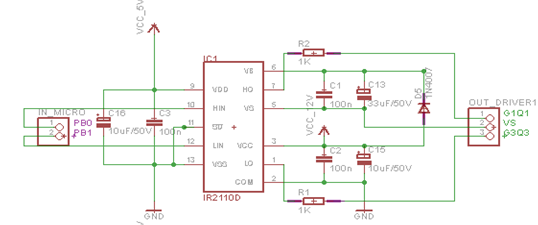 VCC_5V
R2
1K
IC1
VB
6
9
VDD
HO
7
10
HIN
VS
5
11
SD
12
LIN
VCC
3
13
VSS
LO
1
COM
2
IR2110D
IN_MICRO
1
PB0
2
PB1
C16
10uF/50V
C3
100n
GND
C1
100n
C13
33uF/50V
VCC_12V
D5
1N4007
C2
100n
C15
10uF/50V
R1
1K
GND
OUT_DRIVER1
1
G1Q1
2
VS
3
G3Q3